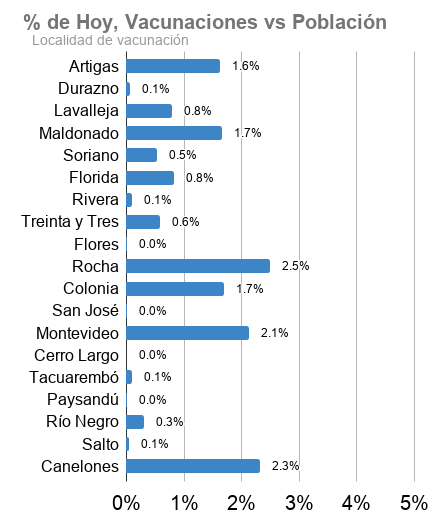 % de Hoy, Vacunaciones vs Población
Localidad de vacunación
Artigas 1.6%
Durazno 0.1%
Lavalleja 0.8%
Maldonado 1.7%
Soriano 0.5%
Florida 0.8%
Rivera 0.1%
Treinta y Tres 0.6%
Flores 0.0%
Rocha 2.5%
Colonia 1.7%
San José 0.0%
Montevideo 2.1%
Cerro Largo 0.0%
Tacuarembó 0.1%
Paysandú 0.0%
Río Negro 0.3%
Salto 0.1%
Canelones 2.3%
0% 1% 2% 3% 4% 5%